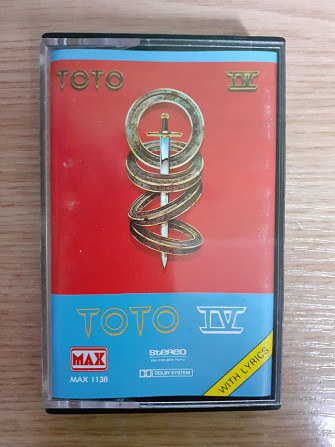 TOTO IV
TOTO IV
MAX
MAX 1138
STEREO
DOLBY SYSTEM
WITH LYRICS